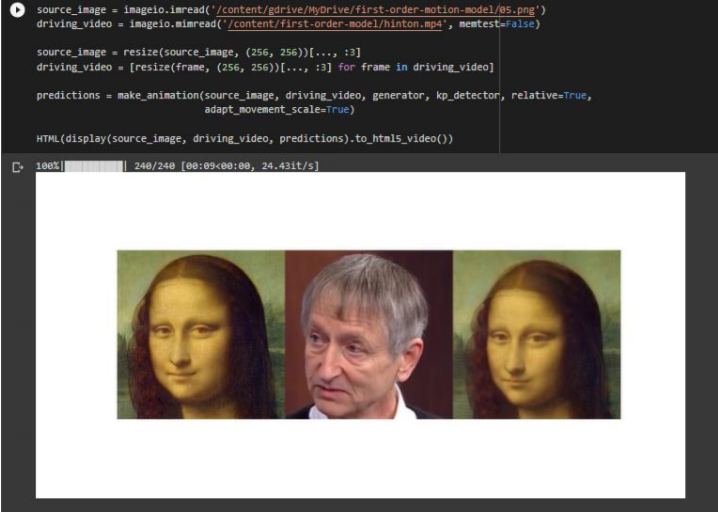 source_image = imageio.imread('/content/gdrive/MyDrive/first-order-motion-model/05.png')
driving_video = imageio.mimread('/content/first-order-model/hinton.mp4', memtest=False)
source_image = resize(source_image, (256, 256))[..., :3]
driving_video = [resize(frame, (256, 256))[..., :3] for frame in driving_video]
predictions = make_animation(source_image, driving_video, generator, kp_detector, relative=True,
adapt_movement_scale=True)
HTML(display(source_image, driving_video, predictions).to_html5_video())
100%|██████████| 240/240 [00:09<00:00, 24.43it/s]